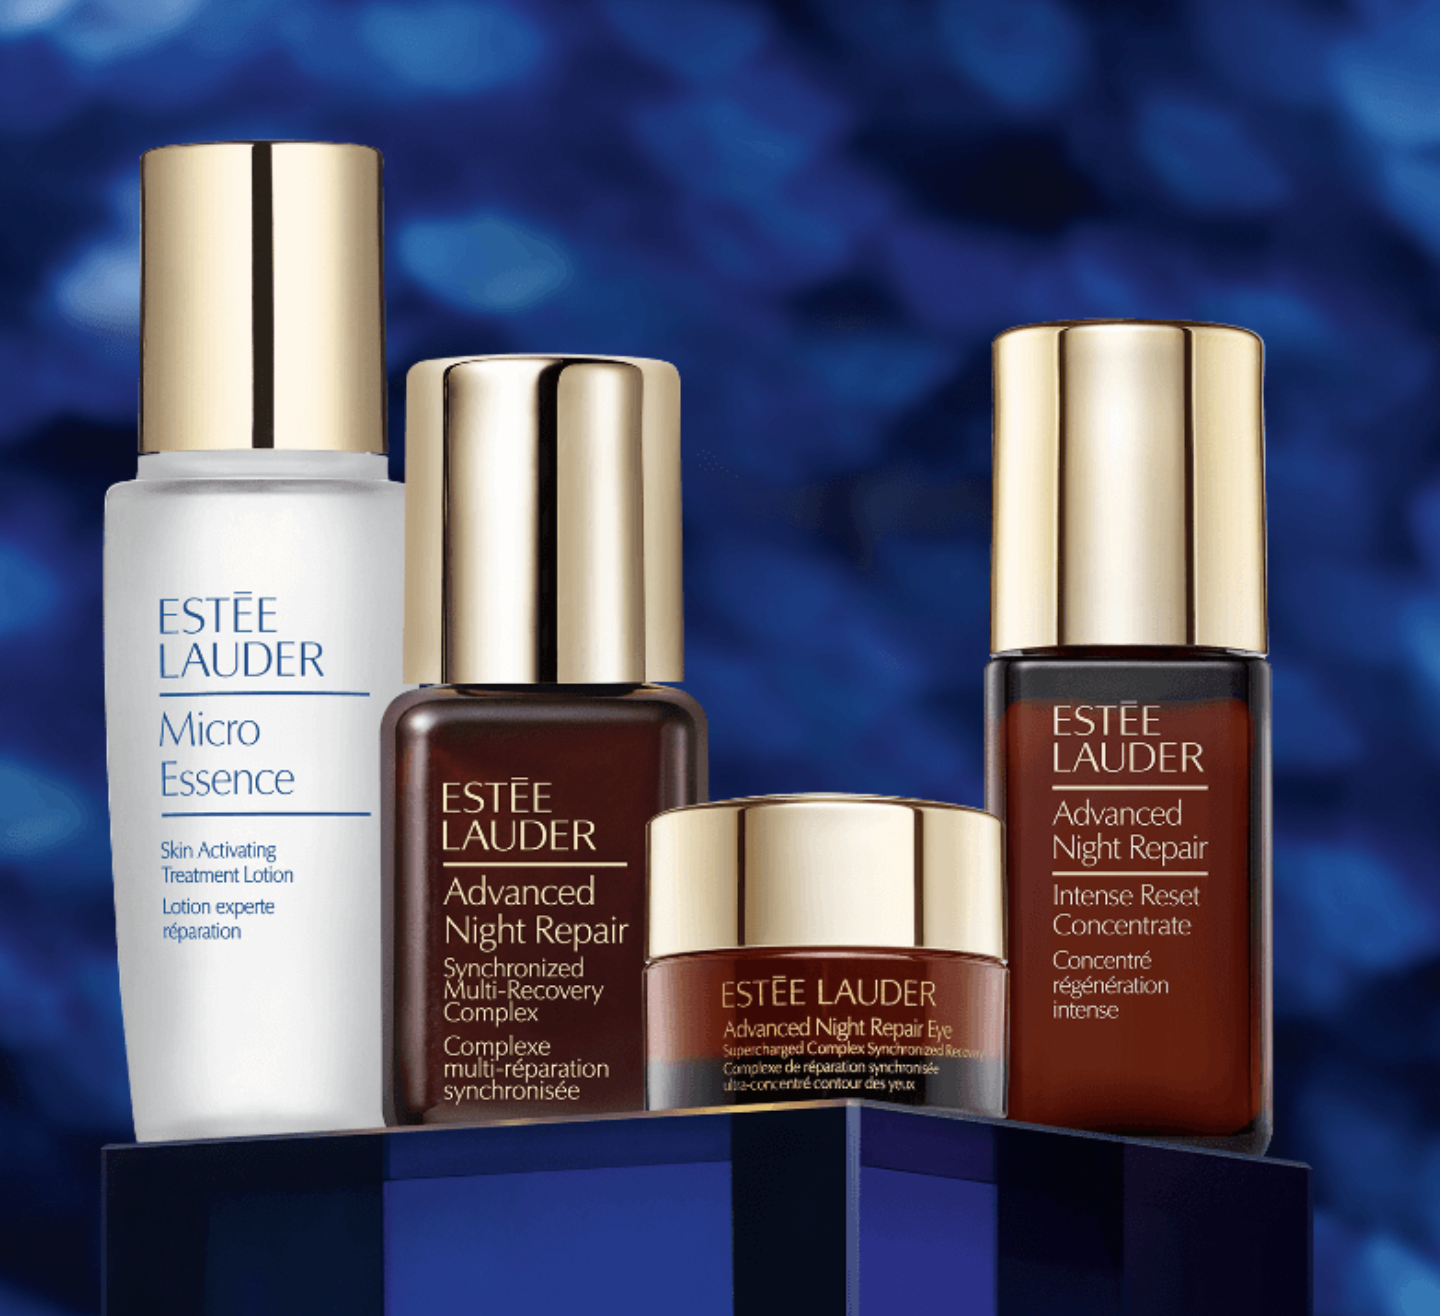 ESTĒE
LAUDER
Micro
Essence
Skin Activating
Treatment Lotion
Lotion experte
réparation
ESTĒE
LAUDER
Advanced
Night Repair
Synchronized
Multi-Recovery
Complex
Complexe
multi-réparation
synchronisée
ESTĒE LAUDER
Advanced Night Repair Eye
Supercharged Complex Synchronized Recovery
Complexe de réparation synchronisée
ultra-concentré contour des yeux
ESTĒE
LAUDER
Advanced
Night Repair
Intense Reset
Concentrate
Concentré
régénération
intense